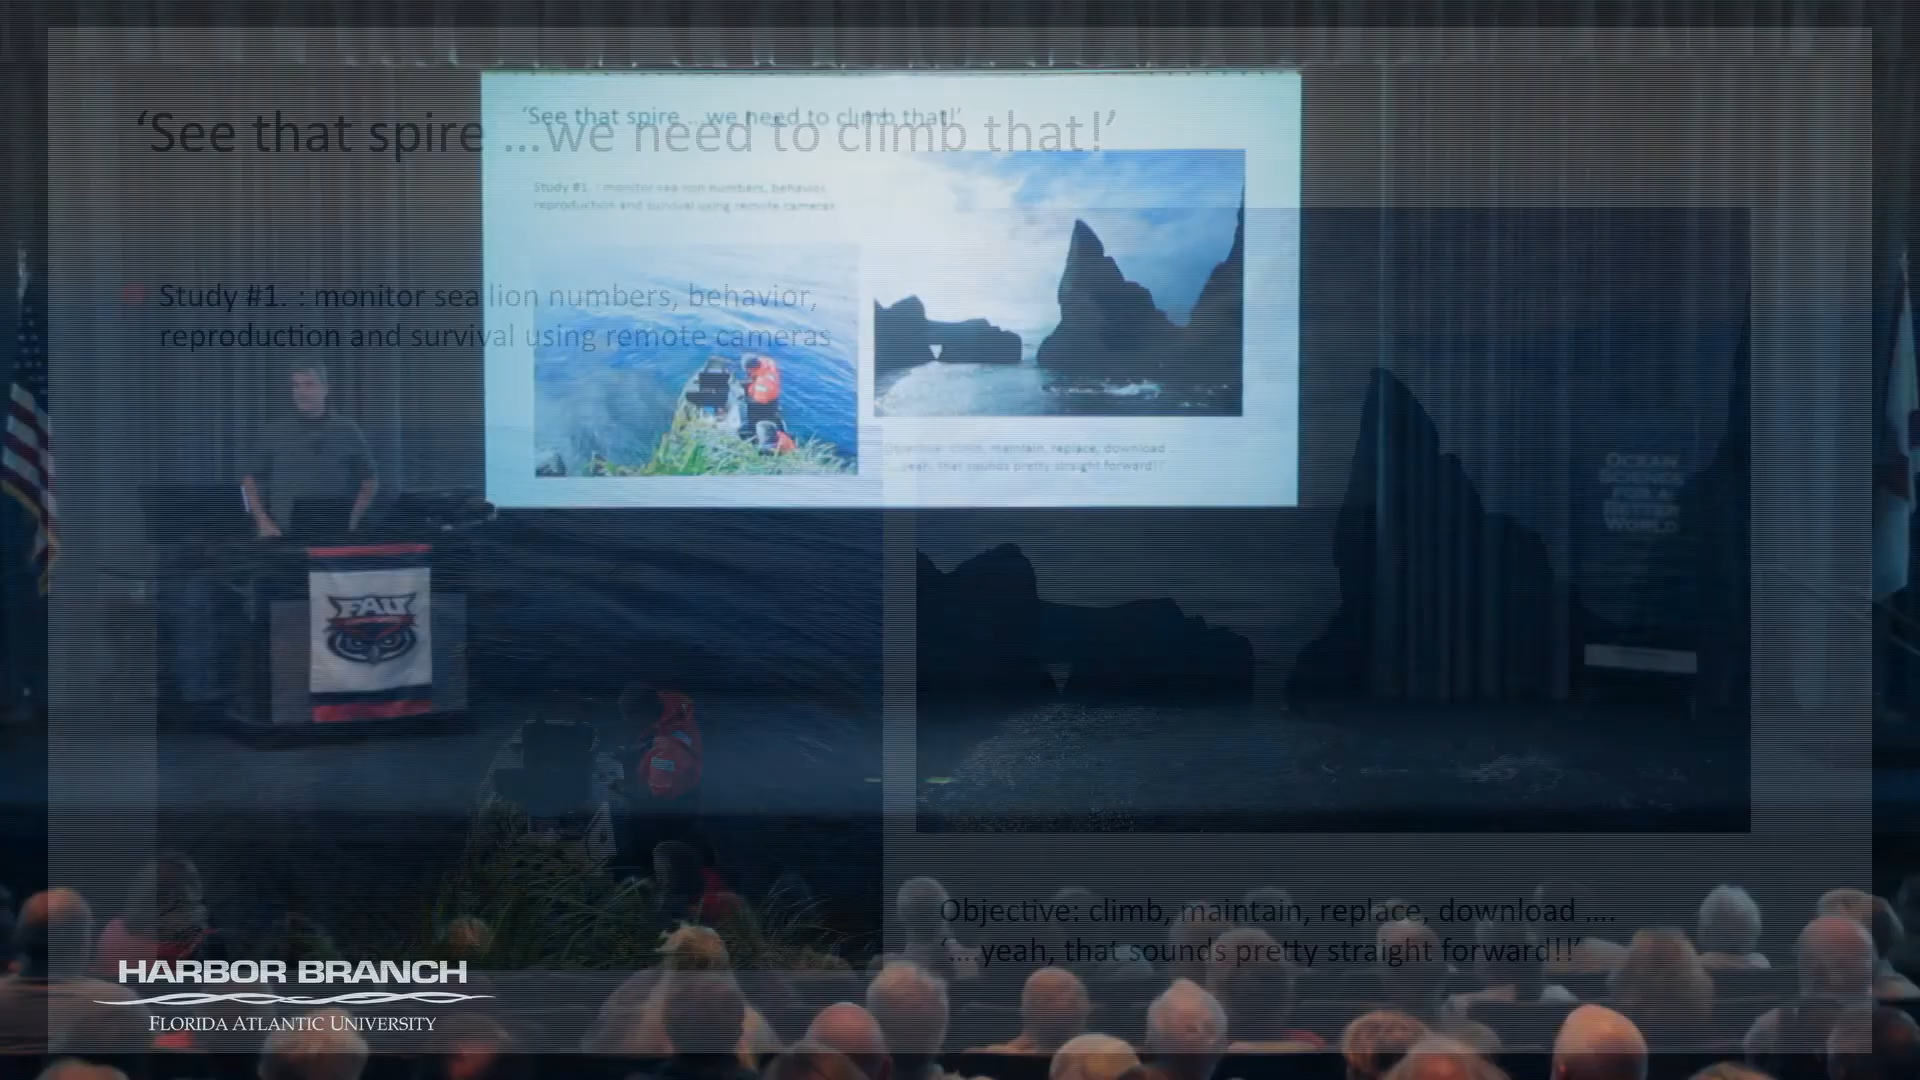 ‘See that spire ...we need to climb that!’
‘See that spire ...we need to climb that!’
Study #1. : monitor sea lion numbers, behavior,
reproduction and survival using remote cameras
Study #1. : monitor sea lion numbers, behavior,
reproduction and survival using remote cameras
Objective: climb, maintain, replace, download ...
‘....yeah, that sounds pretty straight forward!!’
OCEAN
SCIENCE
FOR A
BETTER
WORLD
FAU
Objective: climb, maintain, replace, download ....
‘....yeah, that sounds pretty straight forward!!’
HARBOR BRANCH
FLORIDA ATLANTIC UNIVERSITY